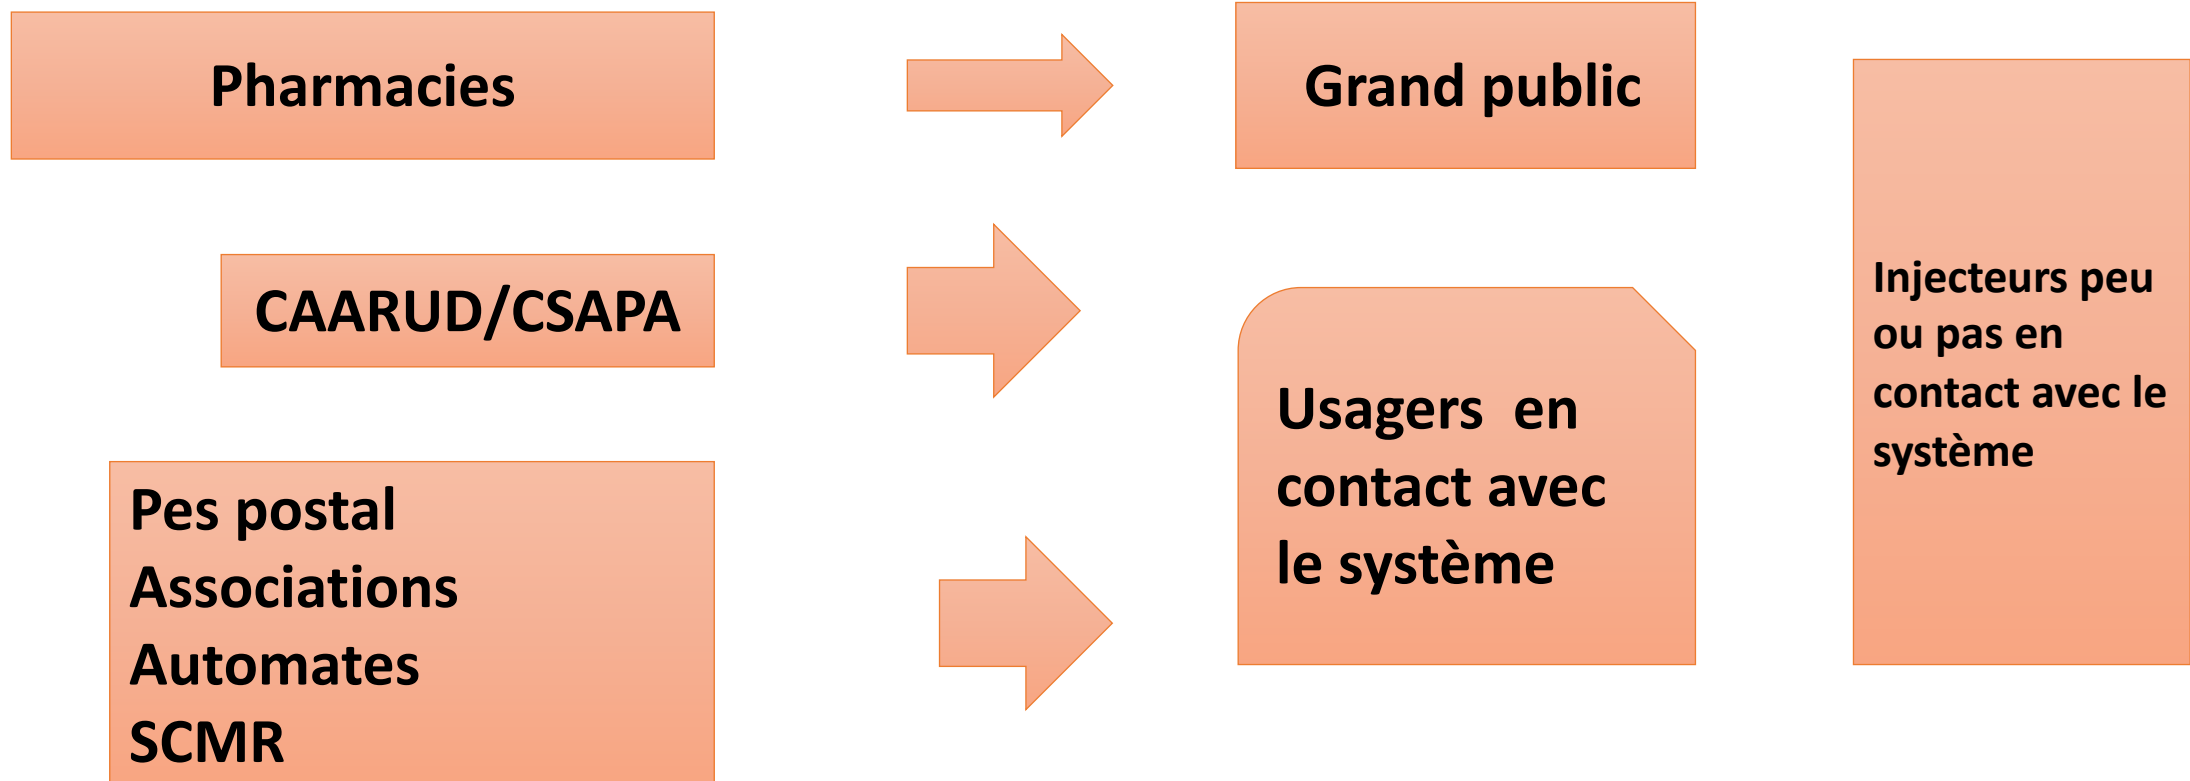 Pharmacies
Grand public
CAARUD/CSAPA
Pes postal
Associations
Automates
SCMR
Usagers  en
contact avec
le système
Injecteurs peu
ou pas en
contact avec le
système